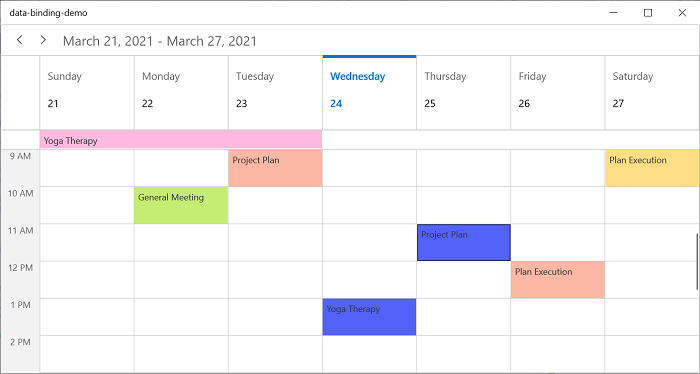 data-binding-demo
March 21, 2021 - March 27, 2021
Sunday Monday Tuesday Wednesday Thursday Friday Saturday
21 22 23 24 25 26 27
Yoga Therapy
9 AM Project Plan Plan Execution
10 AM General Meeting
11 AM Project Plan
12 PM Plan Execution
1 PM Yoga Therapy
2 PM